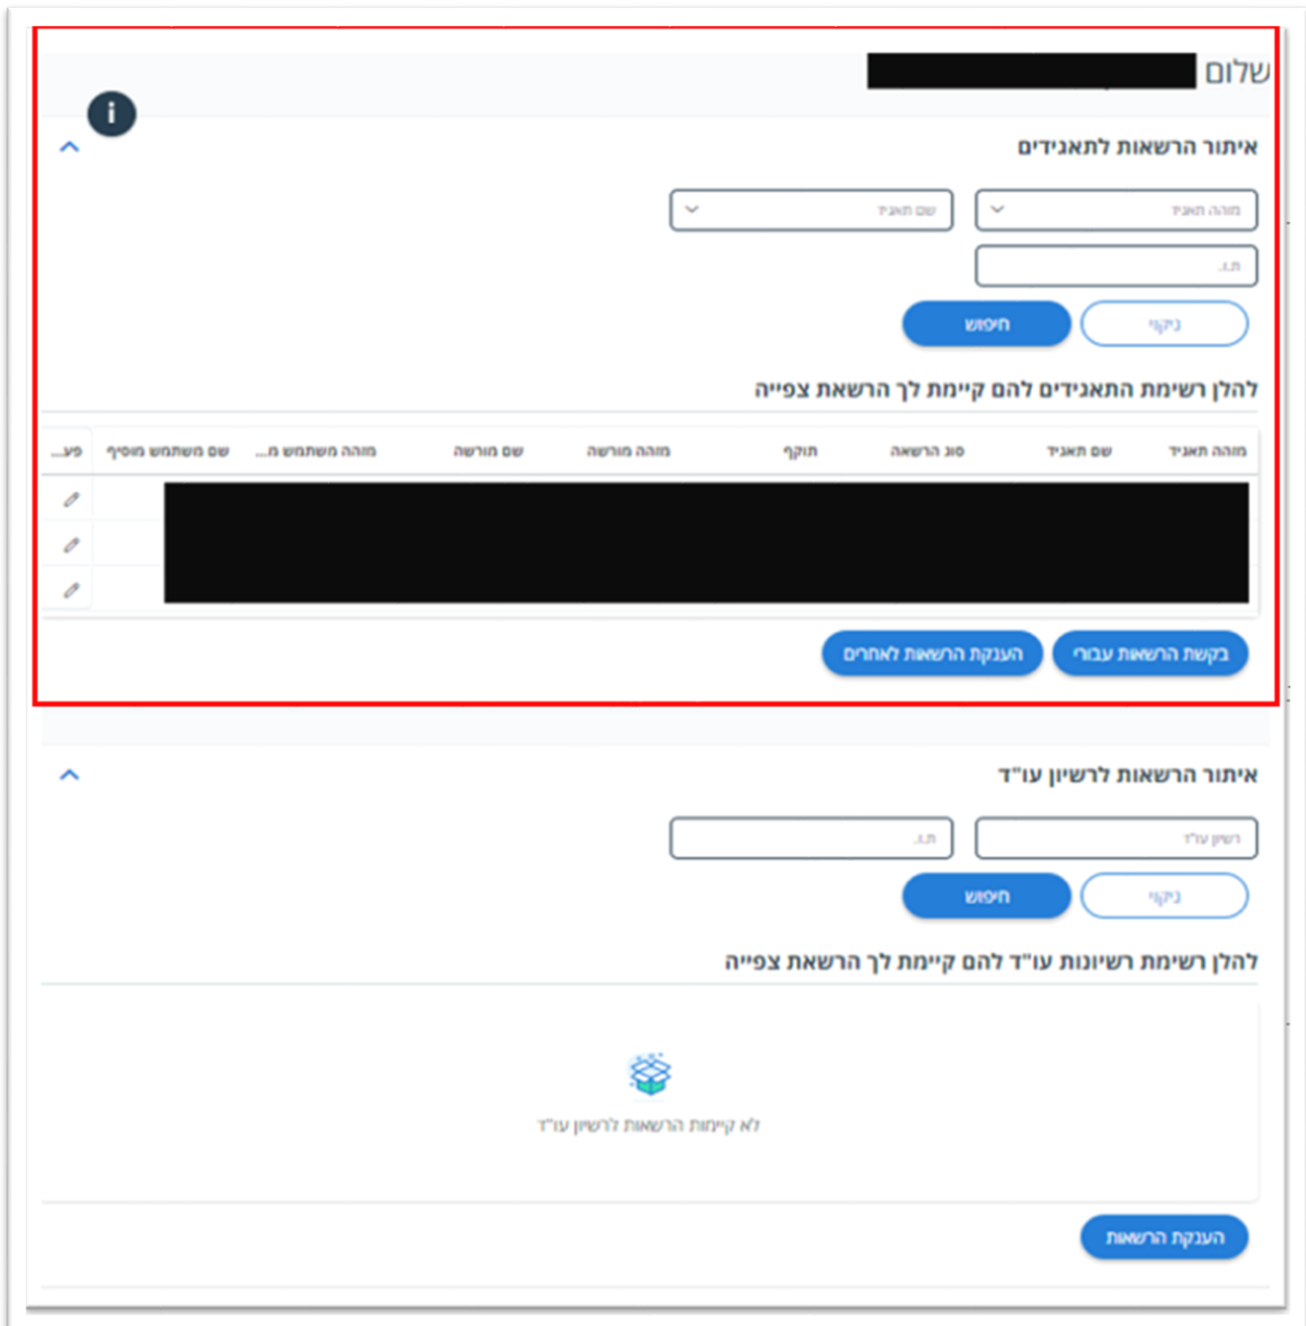 שלום
i
איתור הרשאות לתאגידים
מזהה תאגיד שם תאגיד
ת.ז.
ניקוי חיפוש
להלן רשימת התאגידים להם קיימת לך הרשאת צפייה
מזהה תאגיד שם תאגיד סוג הרשאה תוקף מזהה מורשה שם מורשה מזהה משתמש מ... שם משתמש מוסיף פע...
בקשת הרשאות עבורי הענקת הרשאות לאחרים
איתור הרשאות לרשיון עו"ד
רשיון עו"ד ת.ז.
ניקוי חיפוש
להלן רשימת רשיונות עו"ד להם קיימת לך הרשאת צפייה
לא קיימות הרשאות לרשיון עו"ד
הענקת הרשאות